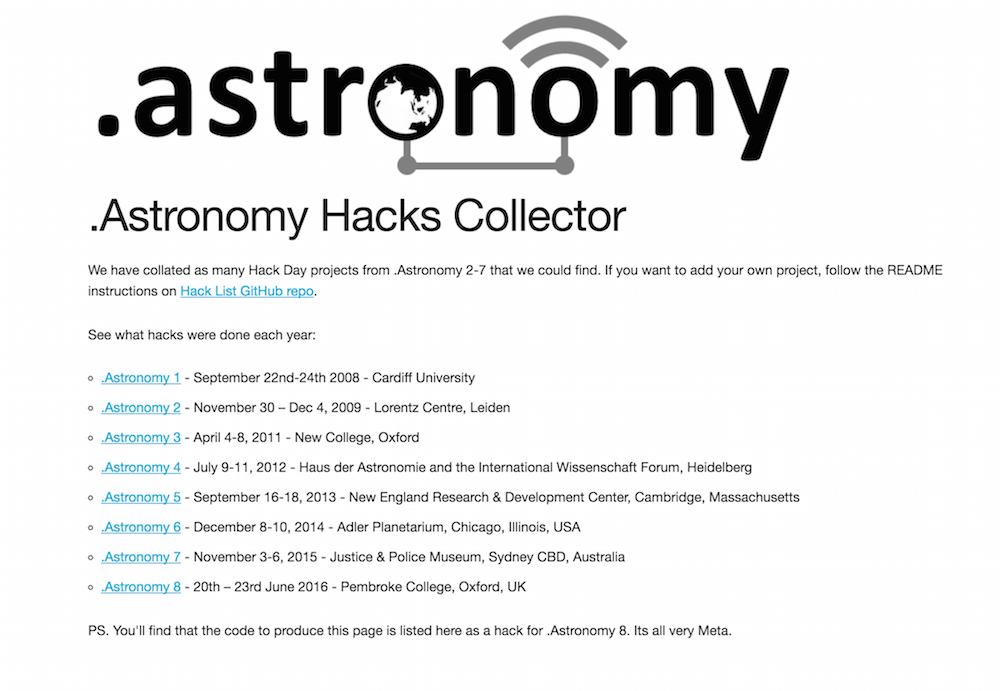 .astronomy
.Astronomy Hacks Collector
We have collated as many Hack Day projects from .Astronomy 2-7 that we could find. If you want to add your own project, follow the README
instructions on Hack List GitHub repo.
See what hacks were done each year:
.Astronomy 1 - September 22nd-24th 2008 - Cardiff University
.Astronomy 2 - November 30 – Dec 4, 2009 - Lorentz Centre, Leiden
.Astronomy 3 - April 4-8, 2011 - New College, Oxford
.Astronomy 4 - July 9-11, 2012 - Haus der Astronomie and the International Wissenschaft Forum, Heidelberg
.Astronomy 5 - September 16-18, 2013 - New England Research & Development Center, Cambridge, Massachusetts
.Astronomy 6 - December 8-10, 2014 - Adler Planetarium, Chicago, Illinois, USA
.Astronomy 7 - November 3-6, 2015 - Justice & Police Museum, Sydney CBD, Australia
.Astronomy 8 - 20th – 23rd June 2016 - Pembroke College, Oxford, UK
PS. You'll find that the code to produce this page is listed here as a hack for .Astronomy 8. Its all very Meta.